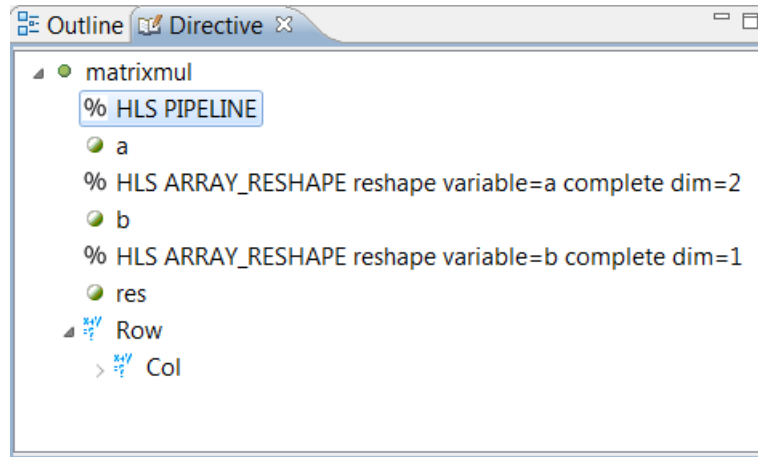 Outline Directive
matrixmul
% HLS PIPELINE
a
% HLS ARRAY_RESHAPE reshape variable=a complete dim=2
b
% HLS ARRAY_RESHAPE reshape variable=b complete dim=1
res
Row
Col